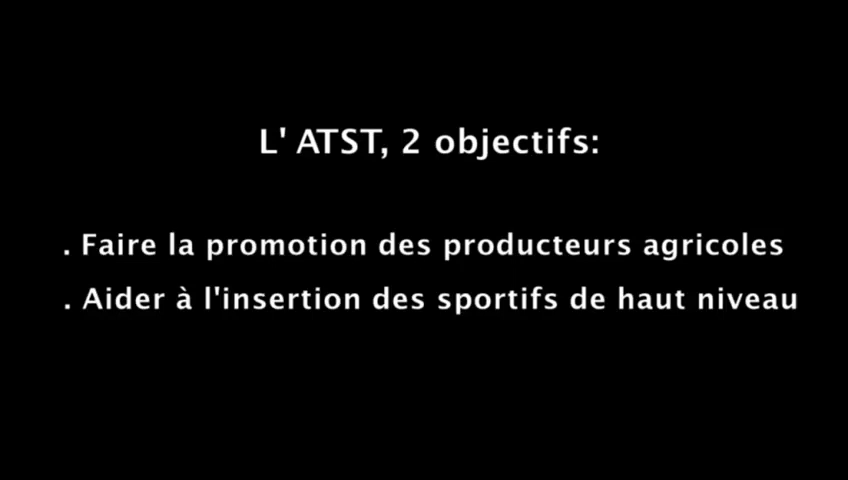 L' ATST, 2 objectifs:
. Faire la promotion des producteurs agricoles
. Aider à l'insertion des sportifs de haut niveau